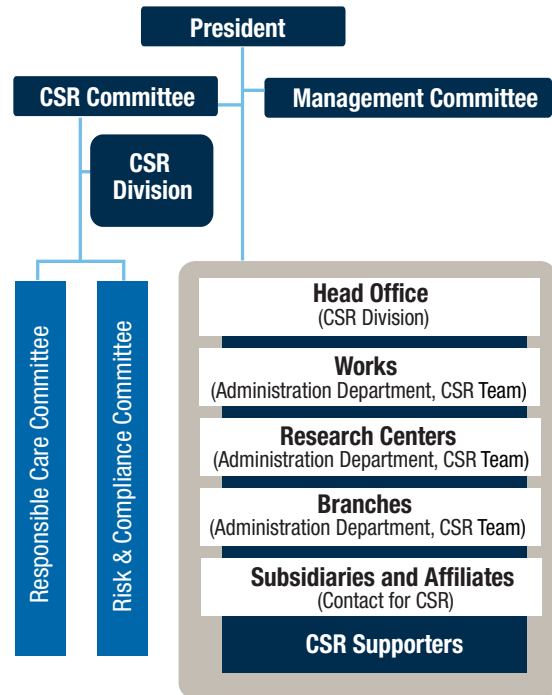 President
CSR Committee
Management Committee
CSR
Division
Responsible Care Committee
Risk & Compliance Committee
Head Office
(CSR Division)
Works
(Administration Department, CSR Team)
Research Centers
(Administration Department, CSR Team)
Branches
(Administration Department, CSR Team)
Subsidiaries and Affiliates
(Contact for CSR)
CSR Supporters